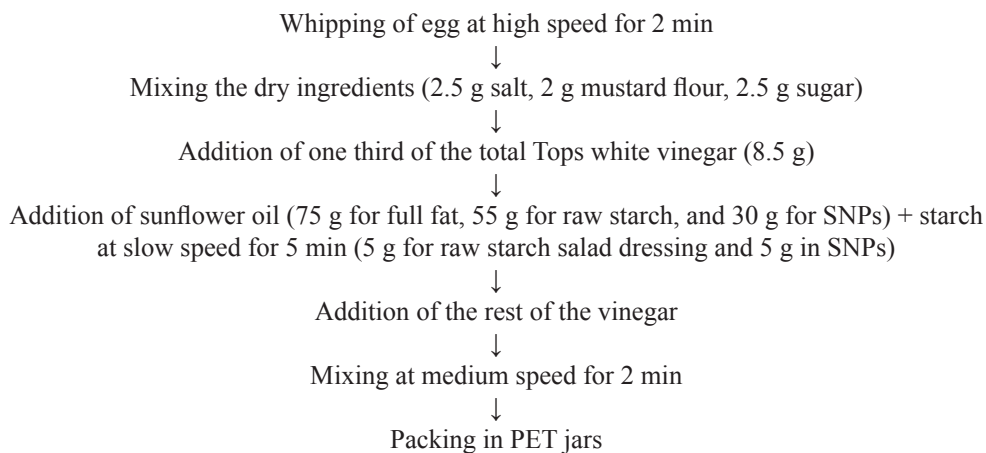 Whipping of egg at high speed for 2 min
↓
Mixing the dry ingredients (2.5 g salt, 2 g mustard flour, 2.5 g sugar)
↓
Addition of one third of the total Tops white vinegar (8.5 g)
↓
Addition of sunflower oil (75 g for full fat, 55 g for raw starch, and 30 g for SNPs) + starch
at slow speed for 5 min (5 g for raw starch salad dressing and 5 g in SNPs)
↓
Addition of the rest of the vinegar
↓
Mixing at medium speed for 2 min
↓
Packing in PET jars